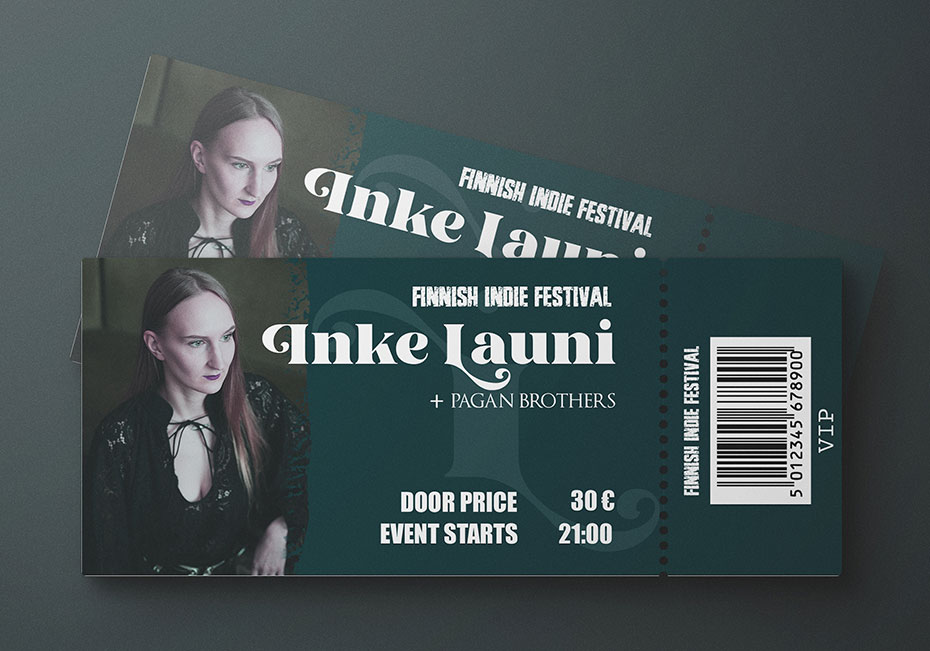 FINNISH INDIE FESTIVAL
Inke Launi
FINNISH INDIE FESTIVAL
Inke Launi
+ PAGAN BROTHERS
DOOR PRICE 30 €
EVENT STARTS 21:00
FINNISH INDIE FESTIVAL
5 012345 678900
VIP